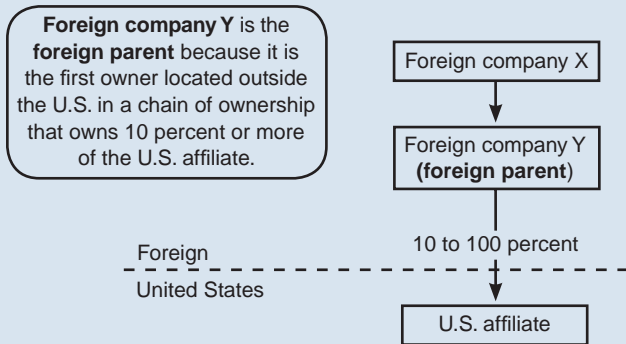 Foreign company Y is the
foreign parent because it is
the first owner located outside
the U.S. in a chain of ownership
that owns 10 percent or more
of the U.S. affiliate.
Foreign company X
Foreign company Y
(foreign parent)
10 to 100 percent
Foreign
United States
U.S. affiliate